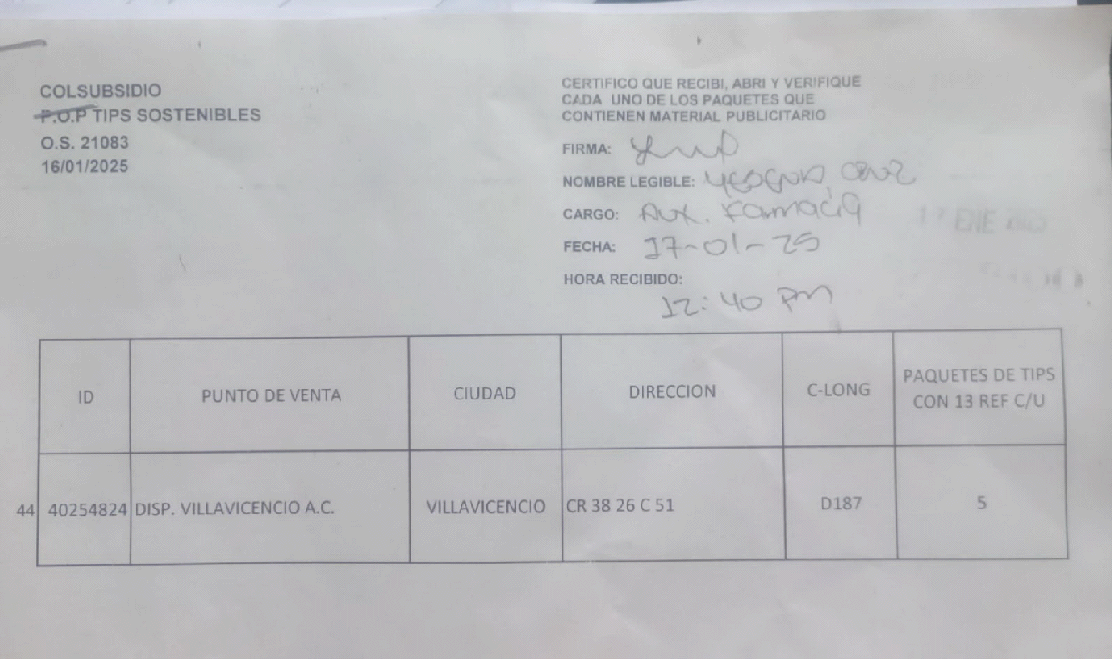 COLSUBSIDIO
P.O.P TIPS SOSTENIBLES
O.S. 21083
16/01/2025
CERTIFICO QUE RECIBI, ABRI Y VERIFIQUE
CADA UNO DE LOS PAQUETES QUE
CONTIENEN MATERIAL PUBLICITARIO
FIRMA:
NOMBRE LEGIBLE: Cruz
CARGO: Aux. Farmacia
FECHA: 17-01-25
HORA RECIBIDO:
12:40 pm
17 ENE
ID PUNTO DE VENTA CIUDAD DIRECCION C-LONG PAQUETES DE TIPS
CON 13 REF C/U
44 40254824 DISP. VILLAVICENCIO A.C. VILLAVICENCIO CR 38 26 C 51 D187 5